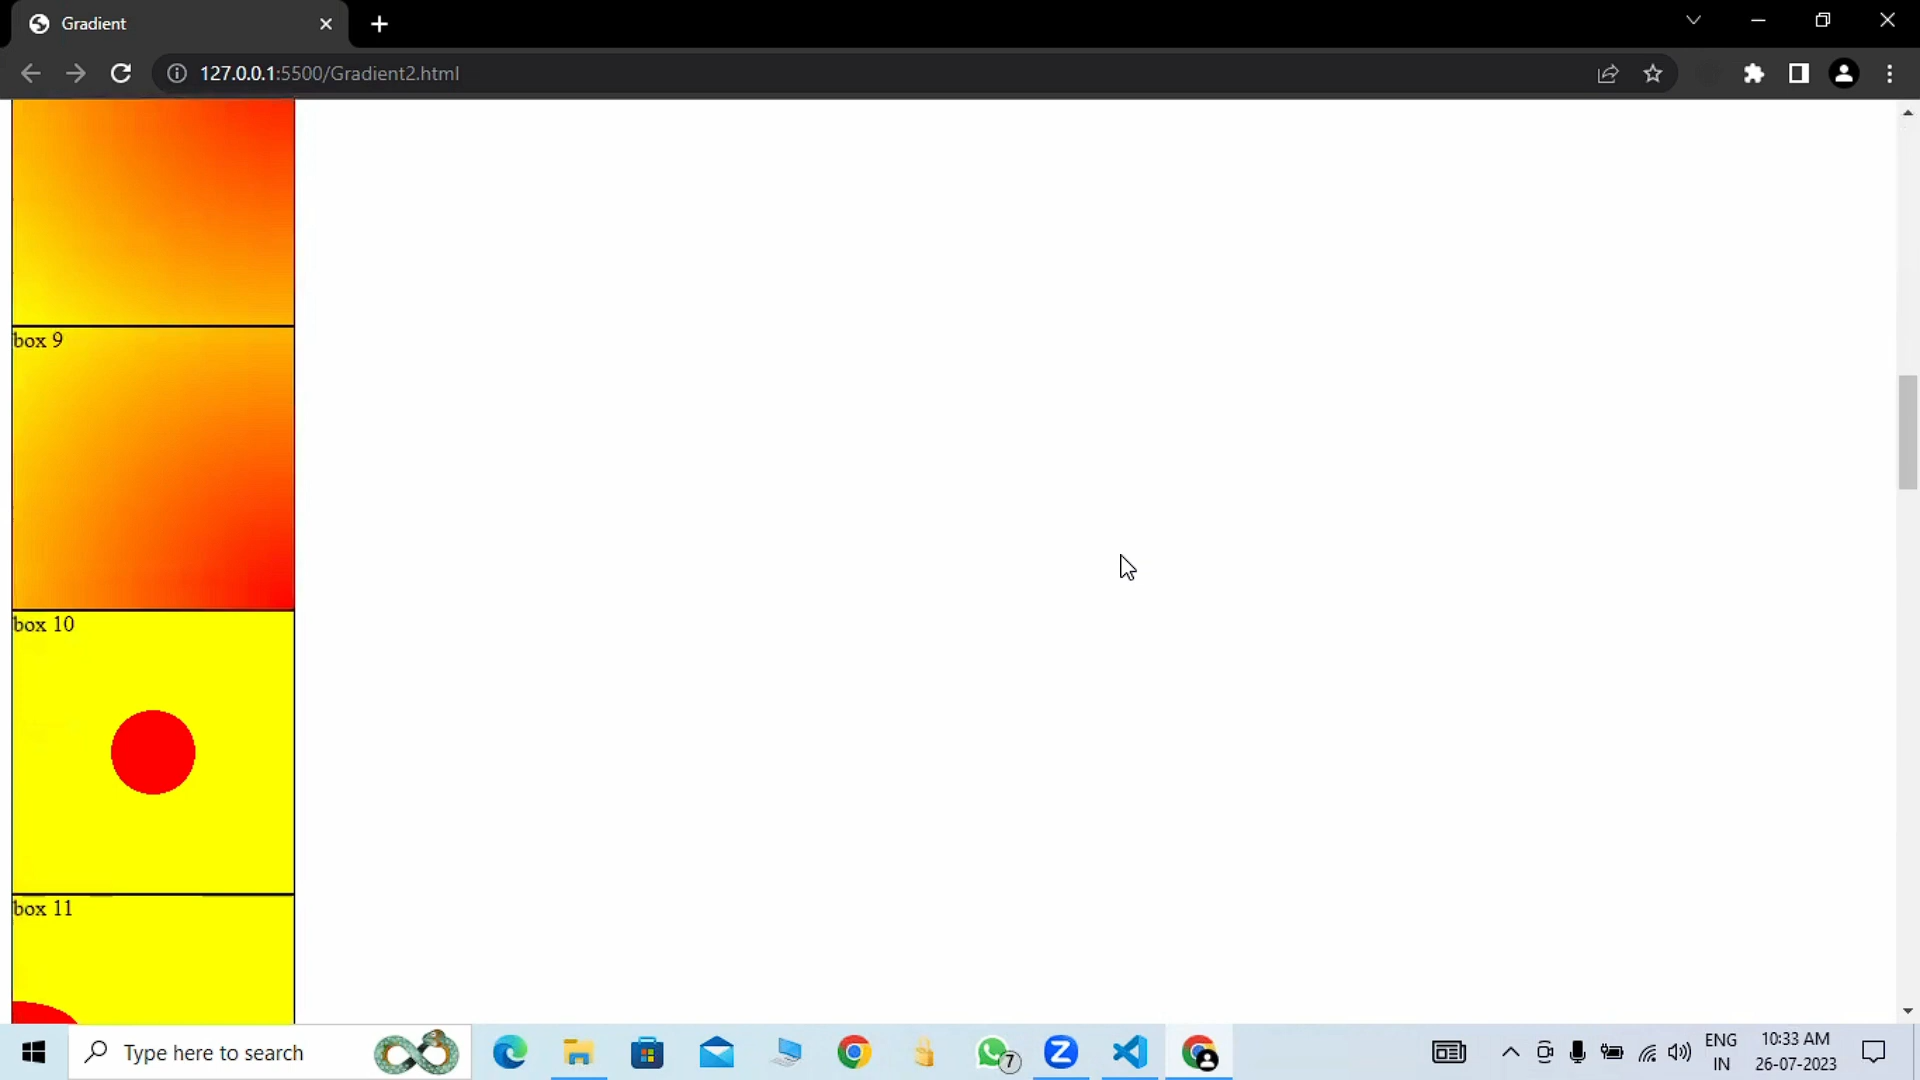 Gradient
127.0.0.1:5500/Gradient2.html
box 9
box 10
box 11
Type here to search
7
ENG
IN
10:33 AM
26-07-2023